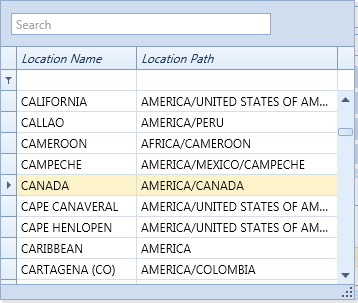 Search
Location Name Location Path
CALIFORNIA AMERICA/UNITED STATES OF AM...
CALLAO AMERICA/PERU
CAMEROON AFRICA/CAMEROON
CAMPECHE AMERICA/MEXICO/CAMPECHE
CANADA AMERICA/CANADA
CAPE CANAVERAL AMERICA/UNITED STATES OF AM...
CAPE HENLOPEN AMERICA/UNITED STATES OF AM...
CARIBBEAN AMERICA
CARTAGENA (CO) AMERICA/COLOMBIA